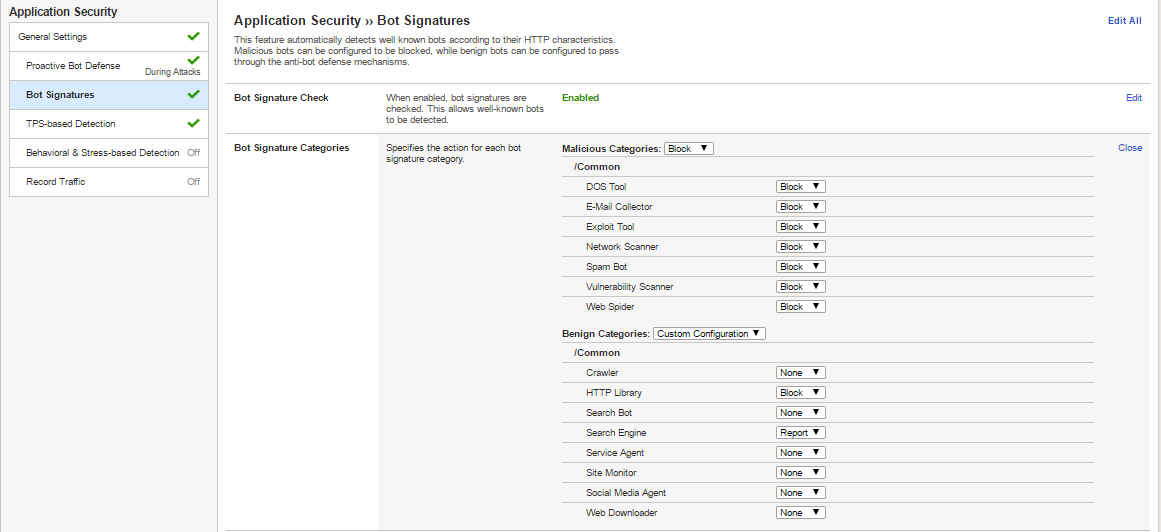 Application Security
General Settings
Proactive Bot Defense
During Attacks
Bot Signatures
TPS-based Detection
Behavioral & Stress-based Detection Off
Record Traffic Off
Application Security ›› Bot Signatures
Edit All
This feature automatically detects well known bots according to their HTTP characteristics.
Malicious bots can be configured to be blocked, while benign bots can be configured to pass
through the anti-bot defense mechanisms.
Bot Signature Check
When enabled, bot signatures are
checked. This allows well-known bots
to be detected.
Enabled
Edit
Bot Signature Categories
Specifies the action for each bot
signature category.
Malicious Categories: Block
Close
/Common
DOS Tool Block
E-Mail Collector Block
Exploit Tool Block
Network Scanner Block
Spam Bot Block
Vulnerability Scanner Block
Web Spider Block
Benign Categories: Custom Configuration
/Common
Crawler None
HTTP Library Block
Search Bot None
Search Engine Report
Service Agent None
Site Monitor None
Social Media Agent None
Web Downloader None